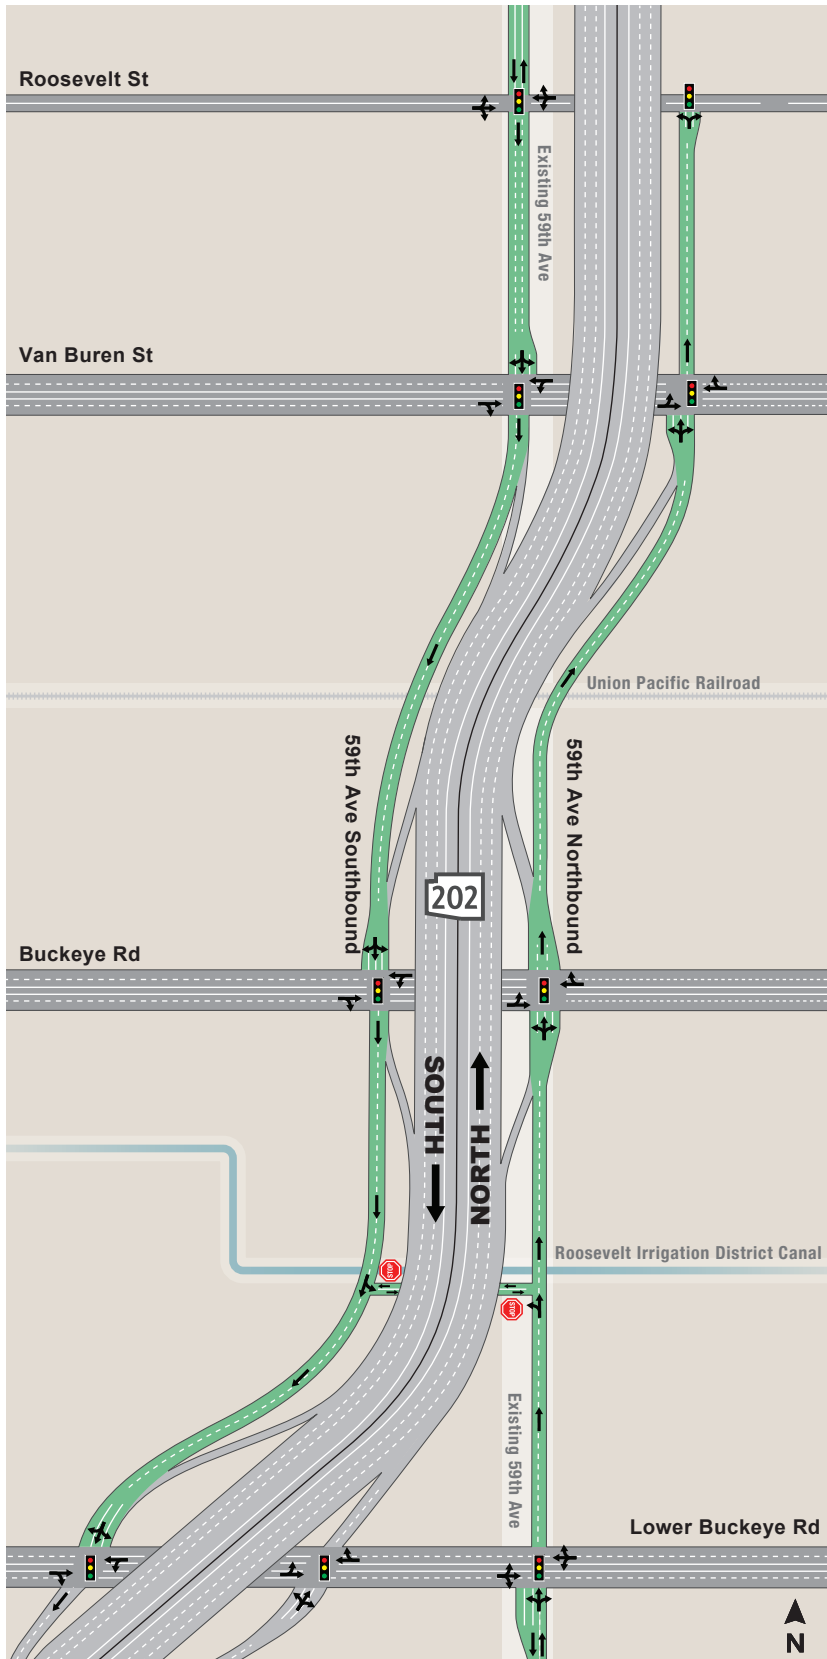 Roosevelt St
Existing 59th Ave
Van Buren St
Union Pacific Railroad
59th Ave Southbound
59th Ave Northbound
202
Buckeye Rd
SOUTH
NORTH
Roosevelt Irrigation District Canal
STOP
STOP
Existing 59th Ave
Lower Buckeye Rd
N